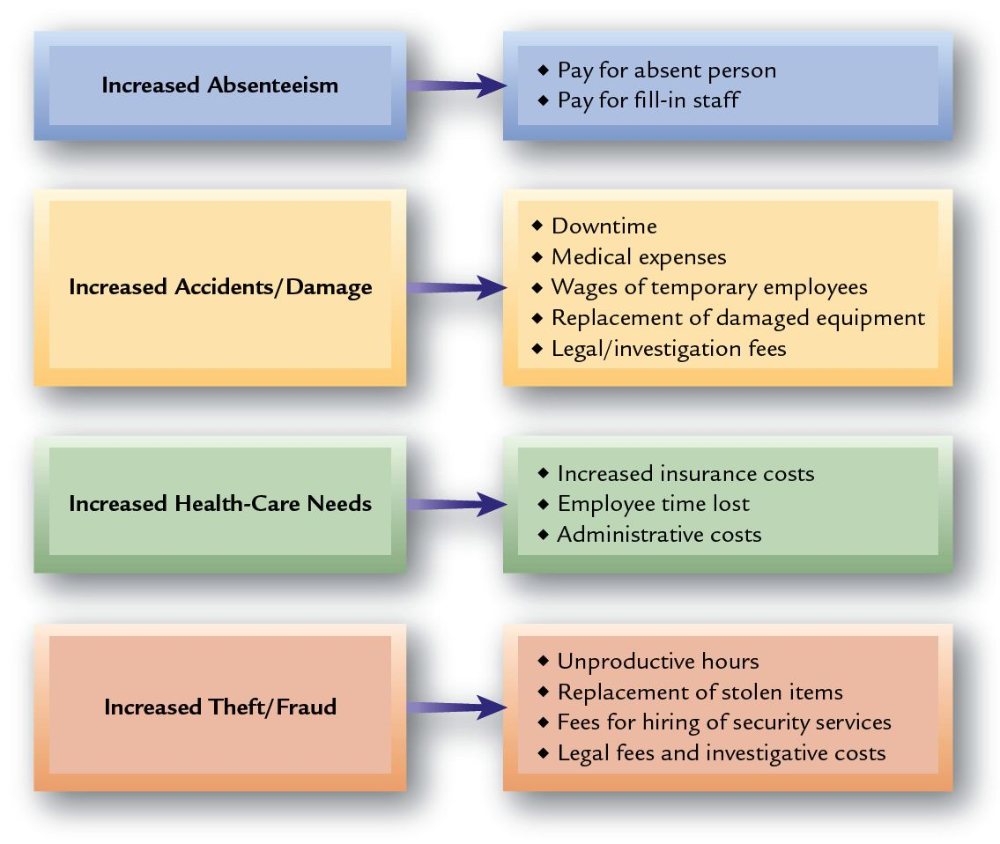 Increased Absenteeism
◆ Pay for absent person
◆ Pay for fill-in staff
Increased Accidents/Damage
◆ Downtime
◆ Medical expenses
◆ Wages of temporary employees
◆ Replacement of damaged equipment
◆ Legal/investigation fees
Increased Health-Care Needs
◆ Increased insurance costs
◆ Employee time lost
◆ Administrative costs
Increased Theft/Fraud
◆ Unproductive hours
◆ Replacement of stolen items
◆ Fees for hiring of security services
◆ Legal fees and investigative costs